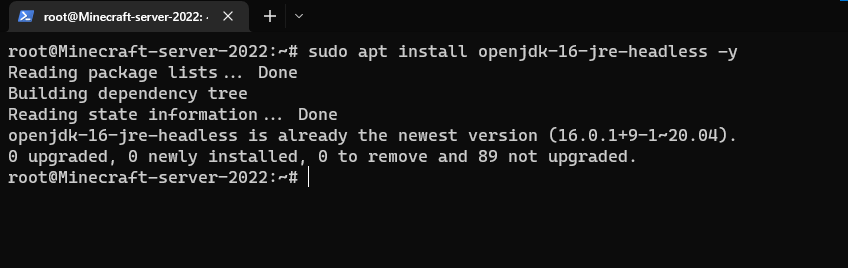 root@Minecraft-server-2022: ·
root@Minecraft-server-2022:~# sudo apt install openjdk-16-jre-headless -y
Reading package lists... Done
Building dependency tree
Reading state information... Done
openjdk-16-jre-headless is already the newest version (16.0.1+9-1~20.04).
0 upgraded, 0 newly installed, 0 to remove and 89 not upgraded.
root@Minecraft-server-2022:~#